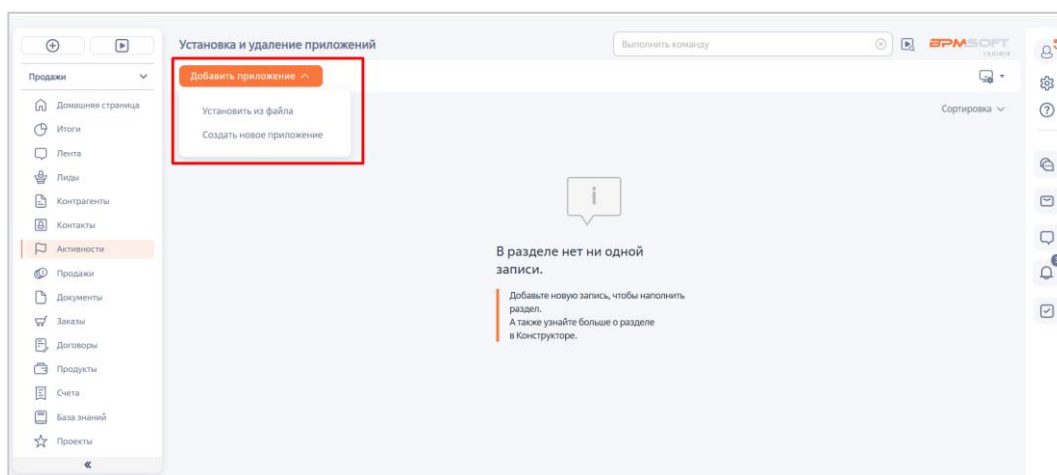 Установка и удаление приложений
Выполнить команду
BPMSOFT
Продажи
Добавить приложение
Установить из файла
Создать новое приложение
Сортировка
Домашняя страница
Итоги
Лента
Лиды
Контрагенты
Контакты
Активности
Продажи
Документы
Заказы
Договоры
Продукты
Счета
База знаний
Проекты
В разделе нет ни одной
записи.
Добавьте новую запись, чтобы наполнить
раздел.
А также узнайте больше о разделе
в Конструкторе.